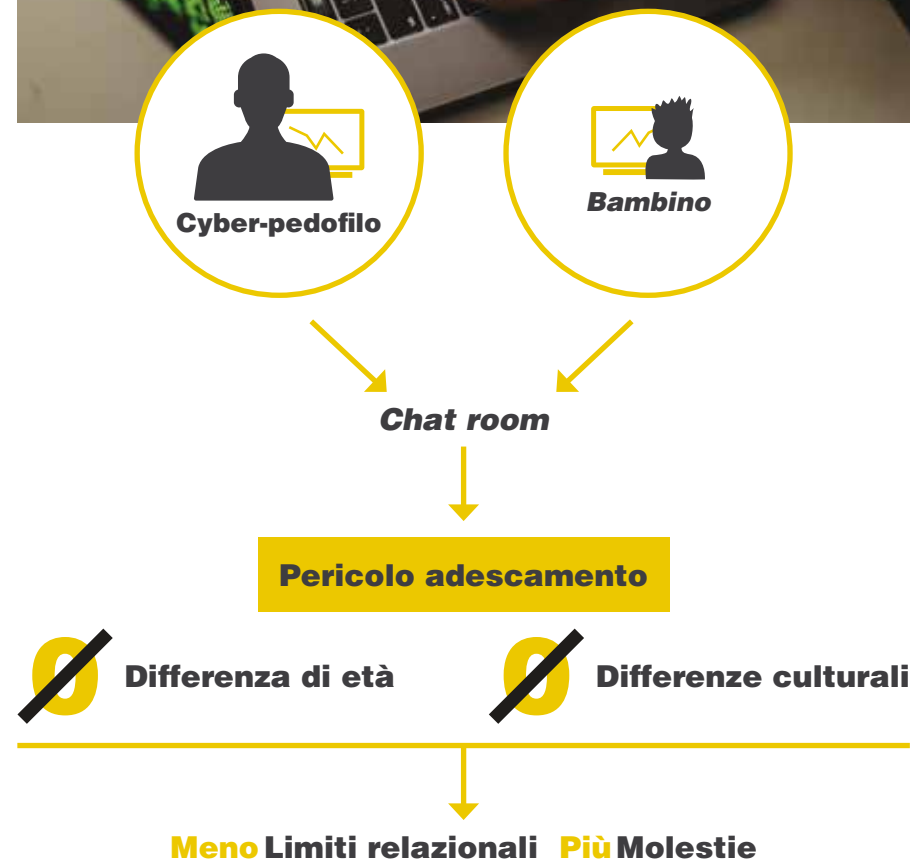 Cyber-pedofilo
Bambino
Chat room
Pericolo adescamento
0 Differenza di età
0 Differenze culturali
Meno Limiti relazionali Più Molestie